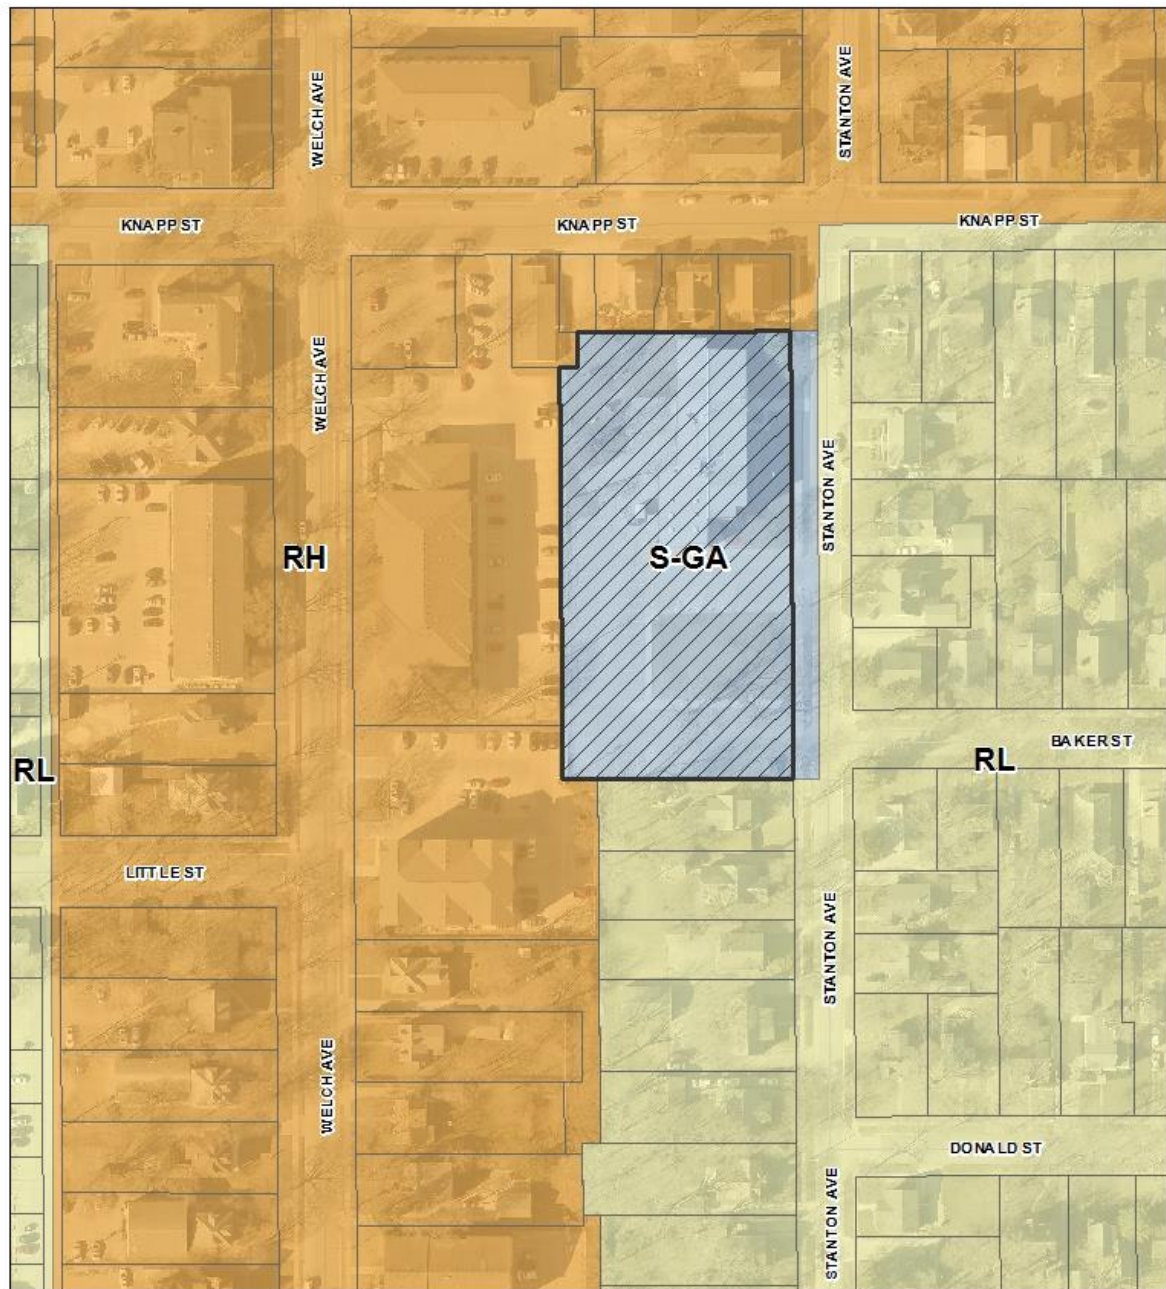 WELCH AVE
STANTON AVE
KNAPP ST
KNAPP ST
KNAPP ST
WELCH AVE
STANTON AVE
RH
S-GA
BAKER ST
RL
RL
LITTLE ST
STANTON AVE
WELCH AVE
DONALD ST
STANTON AVE